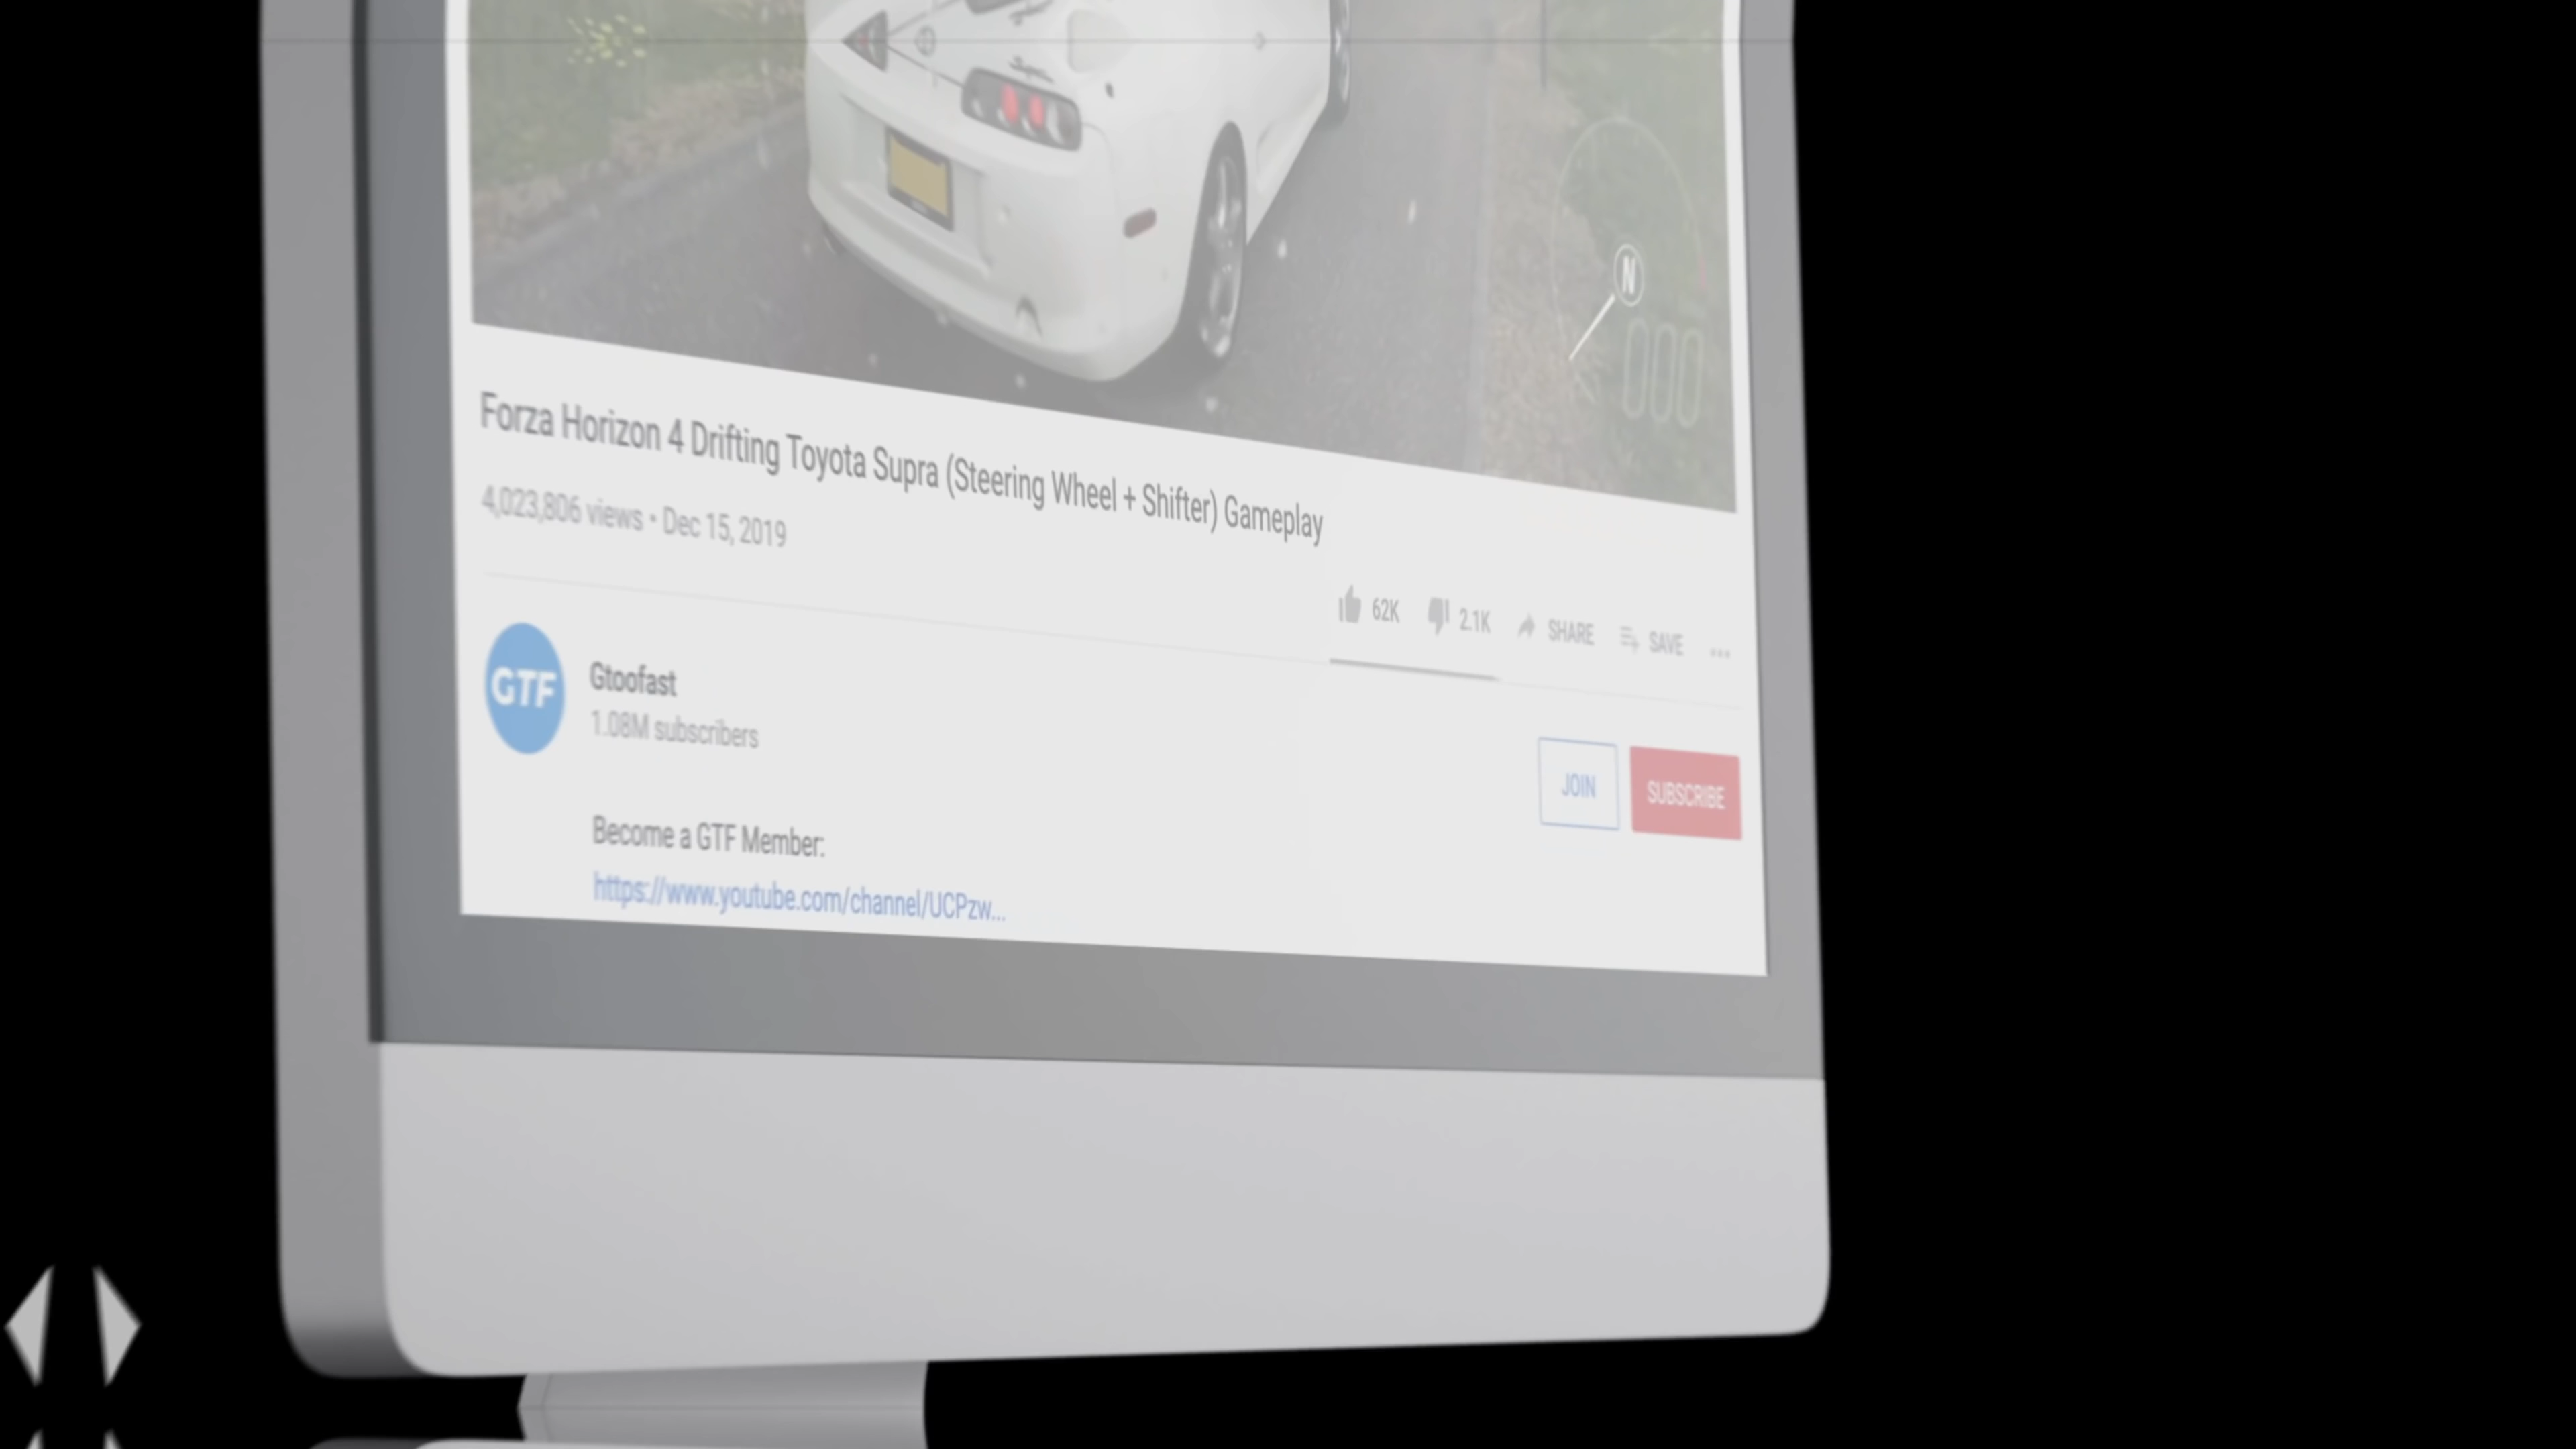 N
Forza Horizon 4 Drifting Toyota Supra (Steering Wheel + Shifter) Gameplay
4,023,806 views • Dec 15, 2019
62K 2.1K SHARE SAVE ...
GTF
Gtoofast
1.08M subscribers
JOIN SUBSCRIBE
Become a GTF Member:
https://www.youtube.com/channel/UCPzw...